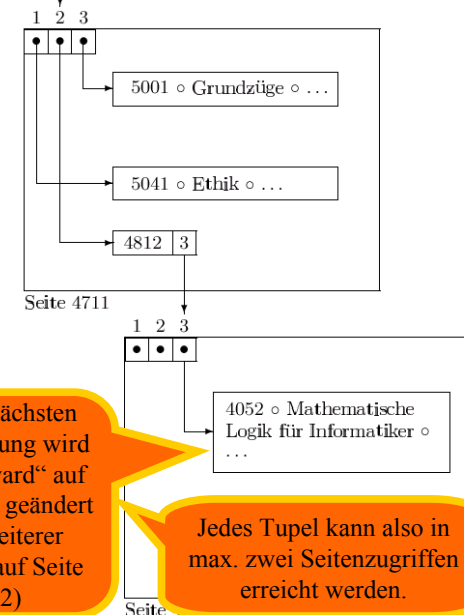 1 2 3
5001 ∘ Grundzüge ∘ ...
5041 ∘ Ethik ∘ ...
4812 3
Seite 4711
1 2 3
4052 ∘ Mathematische
Logik für Informatiker ∘
...
ächsten
ung wird
ard“ auf
geändert
eiterer
auf Seite
2)
Jedes Tupel kann also in
max. zwei Seitenzugriffen
erreicht werden.
Seite